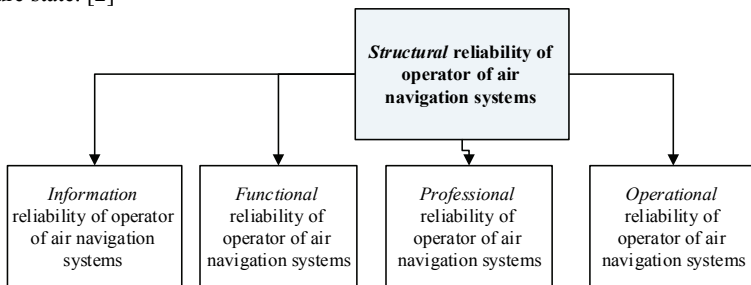 [2]
Structural reliability of
operator of air
navigation systems
Information
reliability of operator
of air navigation
systems
Functional
reliability of
operator of air
navigation systems
Professional
reliability of
operator of air
navigation systems
Operational
reliability of
operator of air
navigation systems